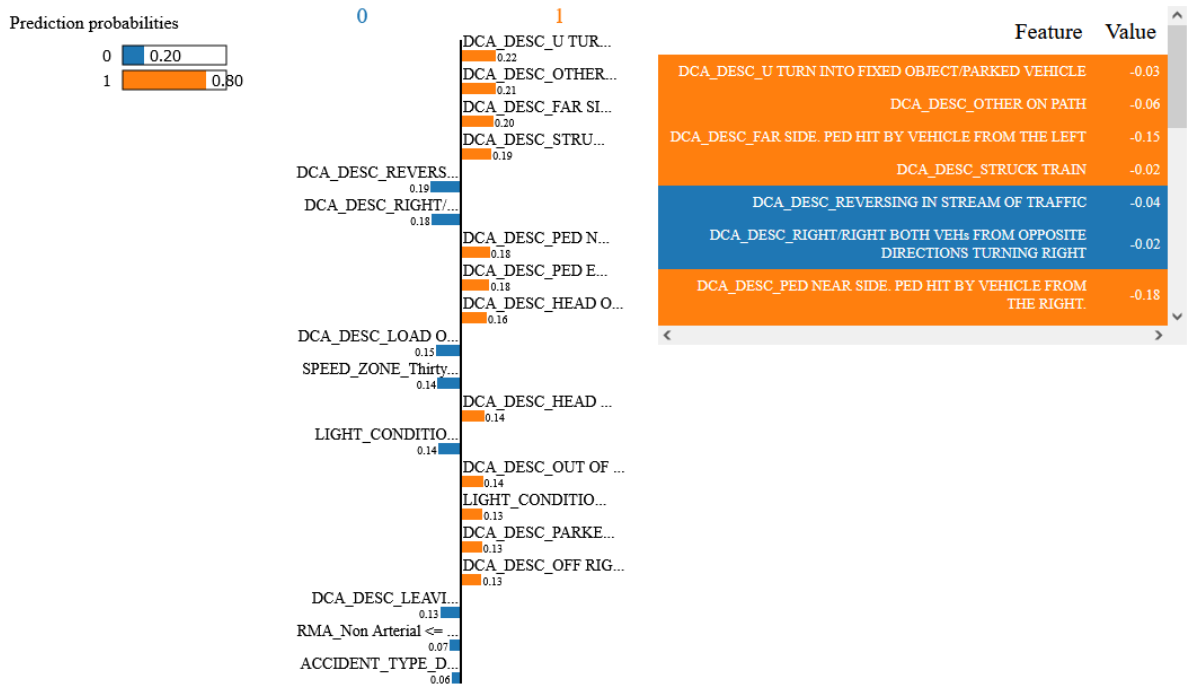 Prediction probabilities
0 0.20
1 0.80
0 1
DCA_DESC_U TUR...
0.22
DCA_DESC_OTHER...
0.21
DCA_DESC_FAR SI...
0.20
DCA_DESC_STRU...
0.19
DCA_DESC_REVERS...
0.19
DCA_DESC_RIGHT/...
0.18
DCA_DESC_PED N...
0.18
DCA_DESC_PED E...
0.18
DCA_DESC_HEAD O...
0.16
DCA_DESC_LOAD O...
0.15
SPEED_ZONE_Thirty...
0.14
DCA_DESC_HEAD ...
0.14
LIGHT_CONDITIO...
0.14
DCA_DESC_OUT OF ...
0.14
LIGHT_CONDITIO...
0.13
DCA_DESC_PARKE...
0.13
DCA_DESC_OFF RIG...
0.13
DCA_DESC_LEAVI...
0.13
RMA_Non Arterial <= ...
0.07
ACCIDENT_TYPE_D...
0.06
Feature Value
DCA_DESC_U TURN INTO FIXED OBJECT/PARKED VEHICLE -0.03
DCA_DESC_OTHER ON PATH -0.06
DCA_DESC_FAR SIDE. PED HIT BY VEHICLE FROM THE LEFT -0.15
DCA_DESC_STRUCK TRAIN -0.02
DCA_DESC_REVERSING IN STREAM OF TRAFFIC -0.04
DCA_DESC_RIGHT/RIGHT BOTH VEHs FROM OPPOSITE
DIRECTIONS TURNING RIGHT -0.02
DCA_DESC_PED NEAR SIDE. PED HIT BY VEHICLE FROM
THE RIGHT. -0.18